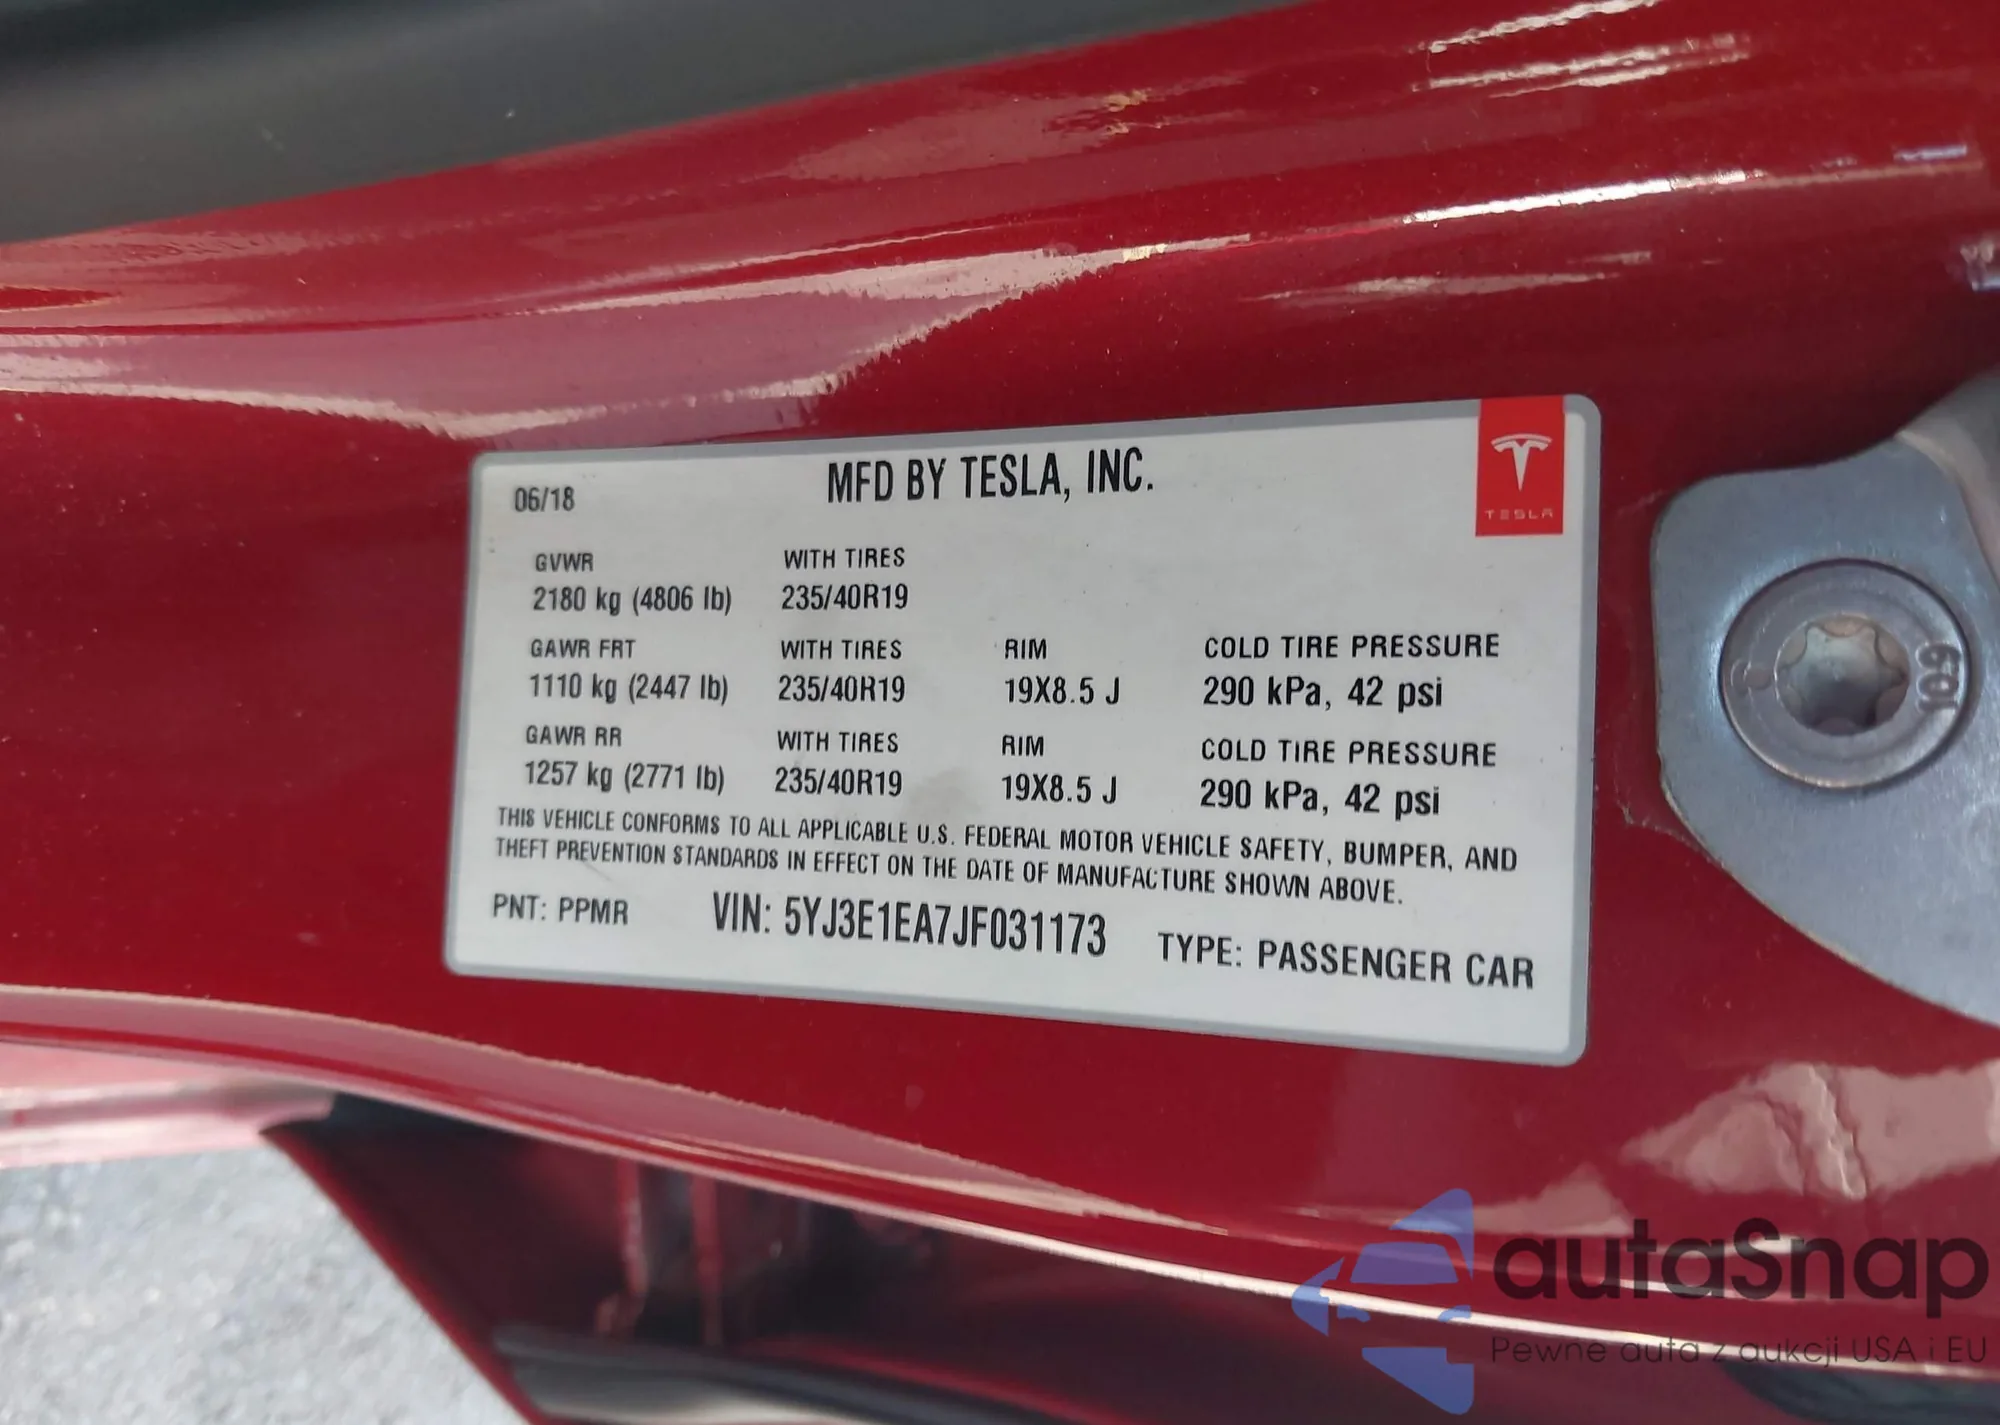 06/18
MFD BY TESLA, INC.
TESLA
GVWR WITH TIRES
2180 kg (4806 lb) 235/40R19
GAWR FRT WITH TIRES RIM COLD TIRE PRESSURE
1110 kg (2447 lb) 235/40R19 19X8.5 J 290 kPa, 42 psi
GAWR RR WITH TIRES RIM COLD TIRE PRESSURE
1257 kg (2771 lb) 235/40R19 19X8.5 J 290 kPa, 42 psi
THIS VEHICLE CONFORMS TO ALL APPLICABLE U.S. FEDERAL MOTOR VEHICLE SAFETY, BUMPER, AND
THEFT PREVENTION STANDARDS IN EFFECT ON THE DATE OF MANUFACTURE SHOWN ABOVE.
PNT: PPMR VIN: 5YJ3E1EA7JF031173 TYPE: PASSENGER CAR
autaSnap
Pewne auta z aukcji USA i EU